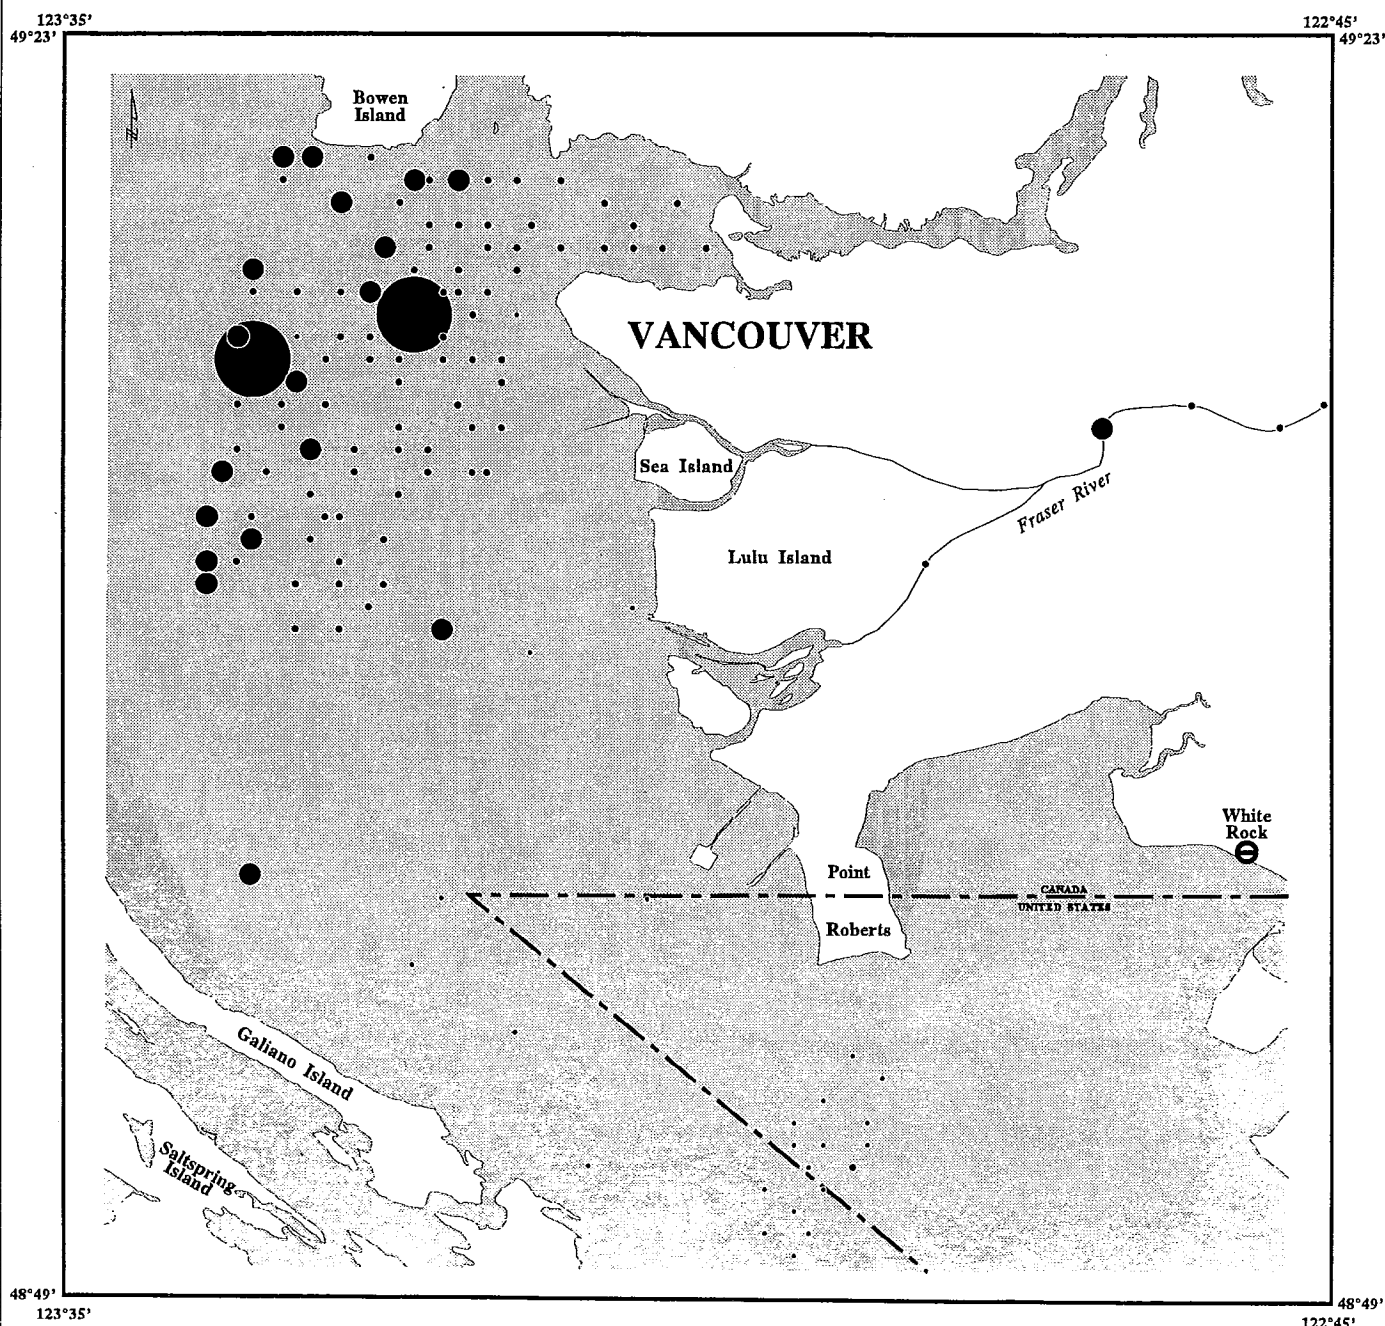 123°35' 122°45'
49°23' 49°23'
Bowen
Island
VANCOUVER
Sea Island
Fraser River
Lulu Island
White
Rock
Point
CANADA
UNITED STATES
Roberts
Galiano Island
Saltspring
Island
48°49' 48°49'
123°35' 122°45'